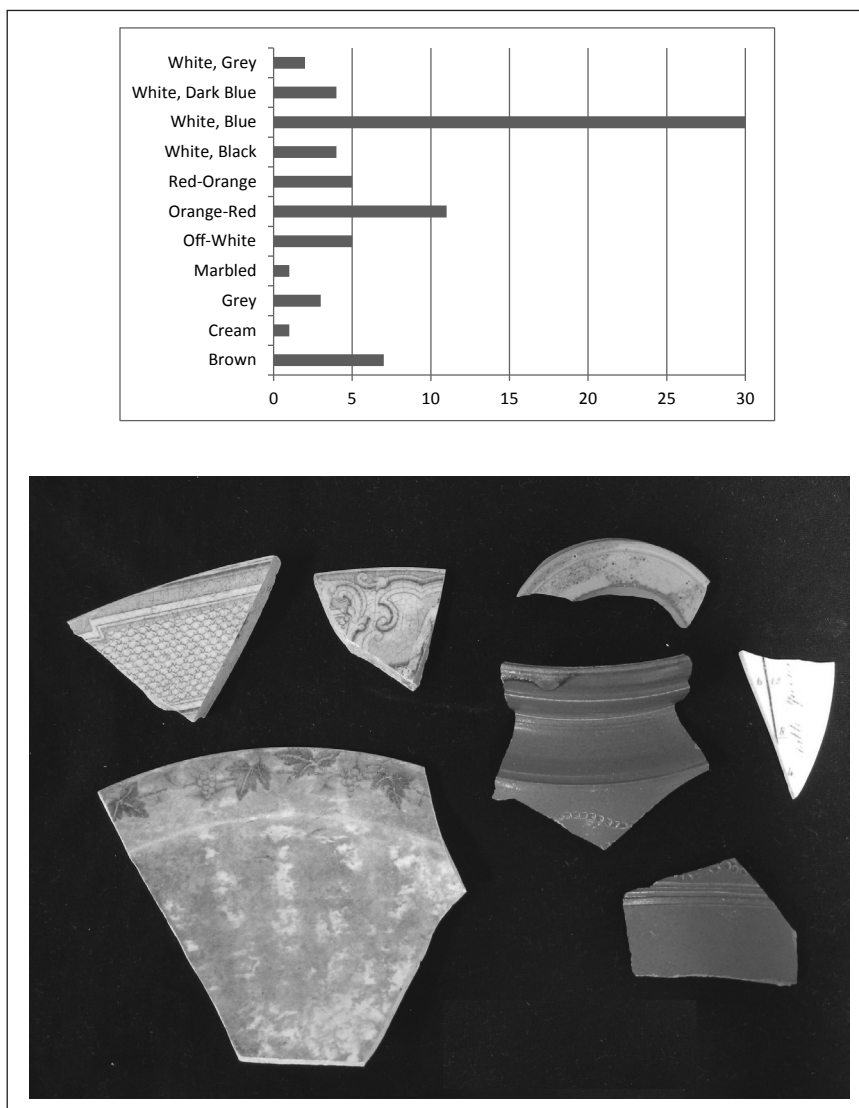 White, Grey
White, Dark Blue
White, Blue
White, Black
Red-Orange
Orange-Red
Off-White
Marbled
Grey
Cream
Brown
0 5 10 15 20 25 30